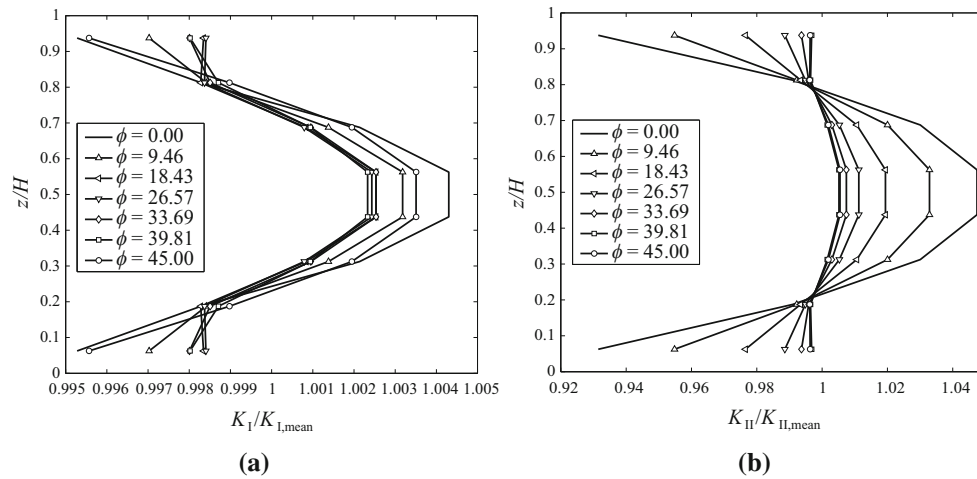 1
0.9
0.8
0.7
0.6
0.5
0.4
0.3
0.2
0.1
0
z/H
ϕ = 0.00
ϕ = 9.46
ϕ = 18.43
ϕ = 26.57
ϕ = 33.69
ϕ = 39.81
ϕ = 45.00
0.995 0.996 0.997 0.998 0.999 1 1.001 1.002 1.003 1.004 1.005
K_I/K_I,mean
(a)
1
0.9
0.8
0.7
0.6
0.5
0.4
0.3
0.2
0.1
0
z/H
ϕ = 0.00
ϕ = 9.46
ϕ = 18.43
ϕ = 26.57
ϕ = 33.69
ϕ = 39.81
ϕ = 45.00
0.92 0.94 0.96 0.98 1 1.02 1.04
K_II/K_II,mean
(b)